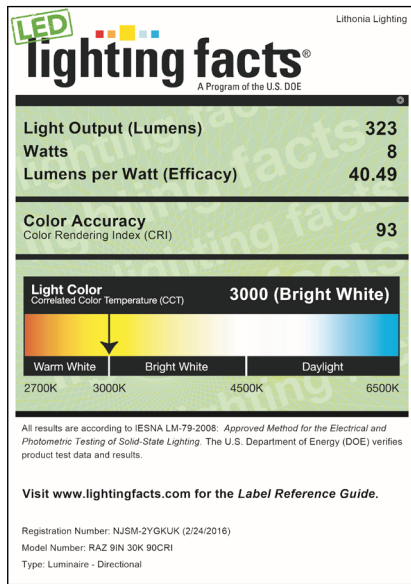 Lithonia Lighting
LED
lighting facts®
A Program of the U.S. DOE
Light Output (Lumens) 323
Watts 8
Lumens per Watt (Efficacy) 40.49
Color Accuracy
Color Rendering Index (CRI) 93
Light Color
Correlated Color Temperature (CCT) 3000 (Bright White)
Warm White Bright White Daylight
2700K 3000K 4500K 6500K
All results are according to IESNA LM-79-2008: Approved Method for the Electrical and
Photometric Testing of Solid-State Lighting. The U.S. Department of Energy (DOE) verifies
product test data and results.
Visit www.lightingfacts.com for the Label Reference Guide.
Registration Number: NJSM-2YGKUK (2/24/2016)
Model Number: RAZ 9IN 30K 90CRI
Type: Luminaire - Directional